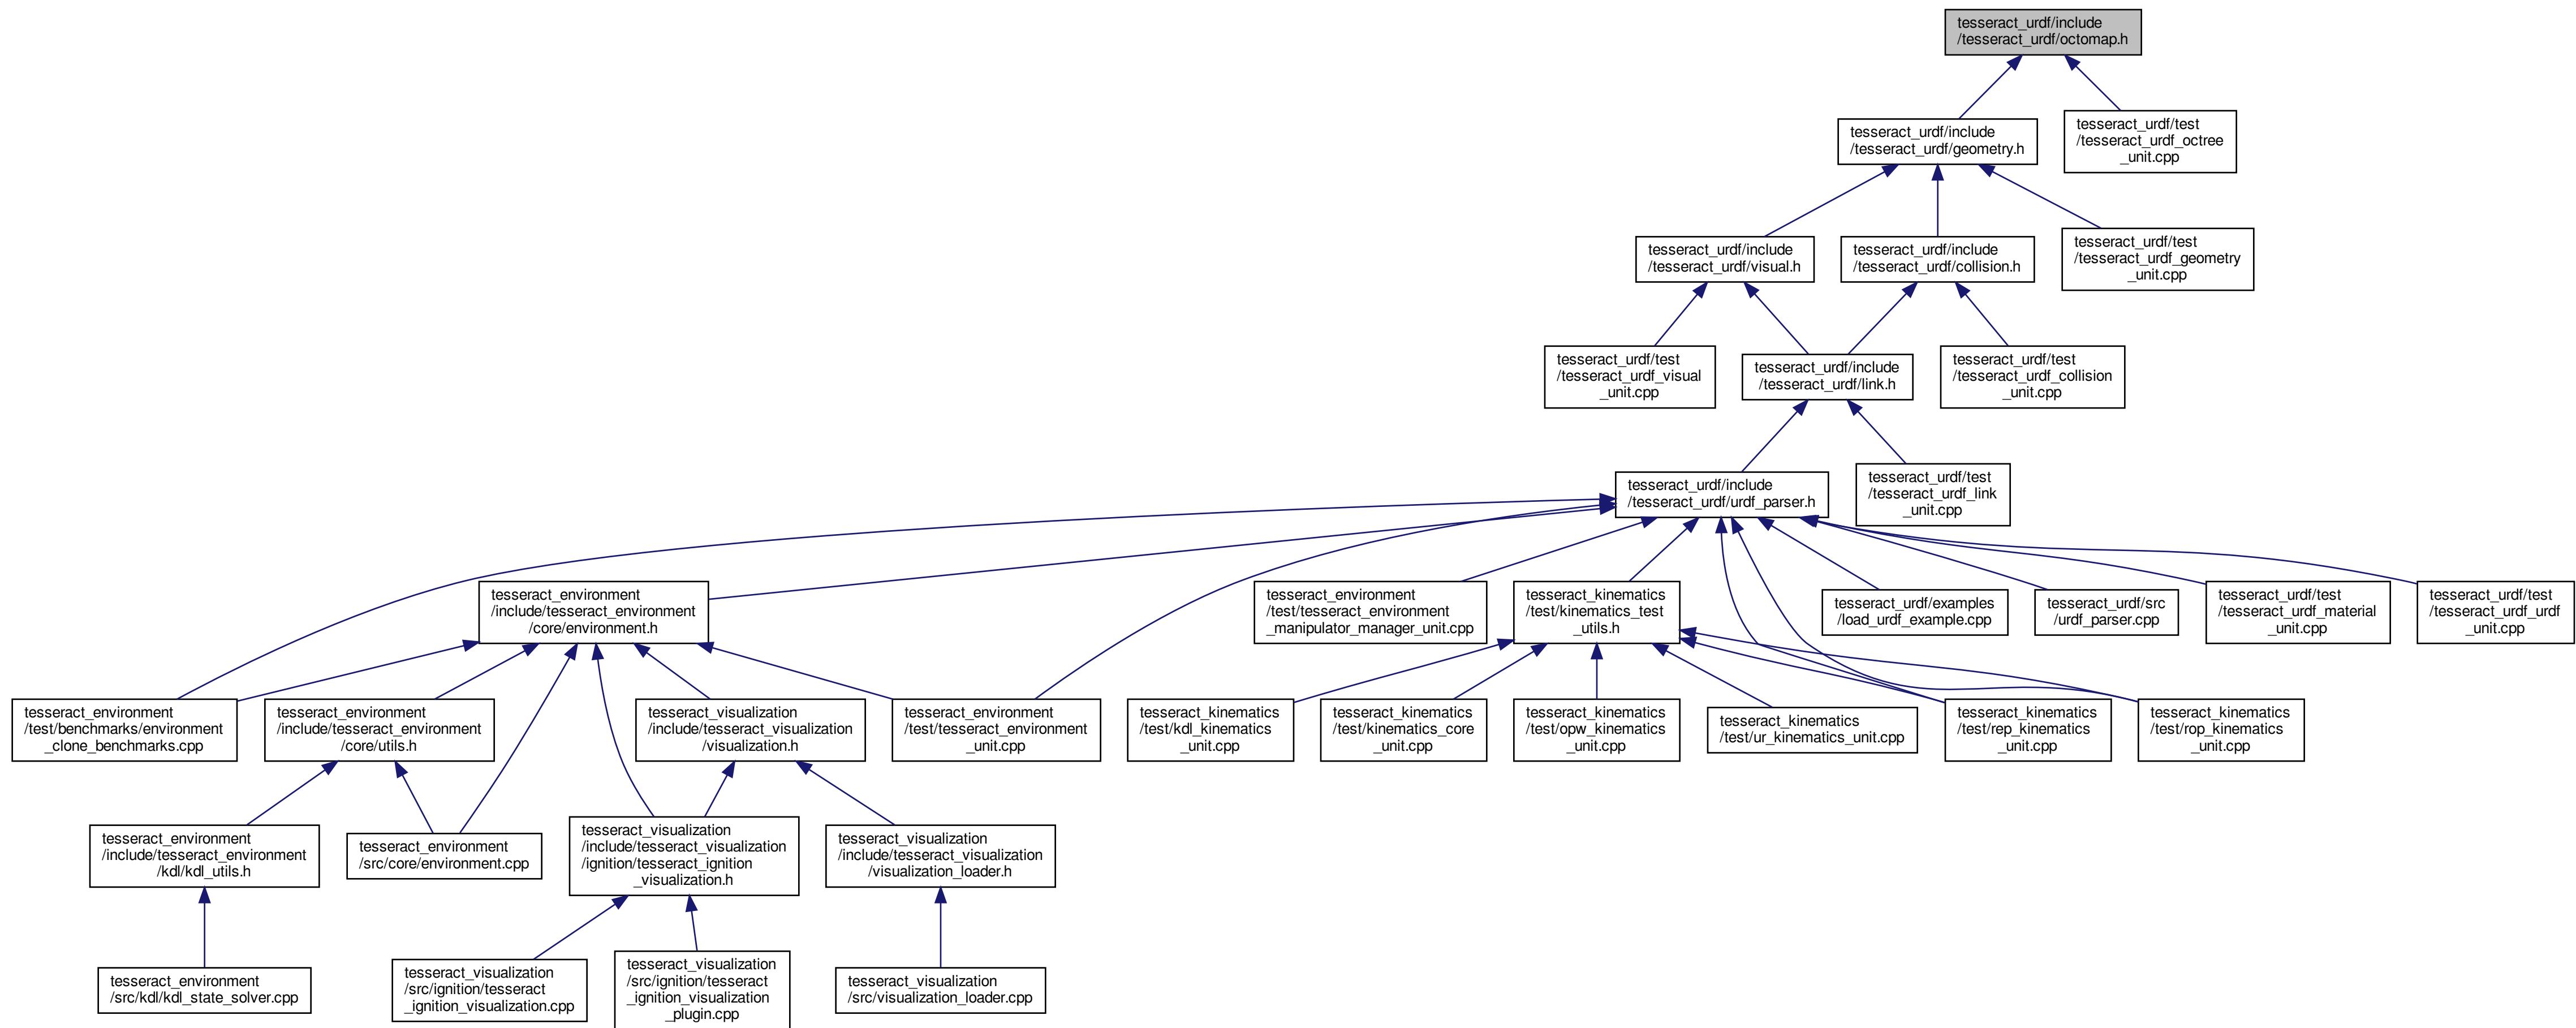 tesseract_urdf/include
/tesseract_urdf/octomap.h
tesseract_urdf/include
/tesseract_urdf/geometry.h
tesseract_urdf/test
/tesseract_urdf_octree
_unit.cpp
tesseract_urdf/include
/tesseract_urdf/visual.h
tesseract_urdf/include
/tesseract_urdf/collision.h
tesseract_urdf/test
/tesseract_urdf_geometry
_unit.cpp
tesseract_urdf/test
/tesseract_urdf_visual
_unit.cpp
tesseract_urdf/include
/tesseract_urdf/link.h
tesseract_urdf/test
/tesseract_urdf_collision
_unit.cpp
tesseract_urdf/include
/tesseract_urdf/urdf_parser.h
tesseract_urdf/test
/tesseract_urdf_link
_unit.cpp
tesseract_environment
/include/tesseract_environment
/core/environment.h
tesseract_environment
/test/tesseract_environment
_manipulator_manager_unit.cpp
tesseract_kinematics
/test/kinematics_test
_utils.h
tesseract_urdf/examples
/load_urdf_example.cpp
tesseract_urdf/src
/urdf_parser.cpp
tesseract_urdf/test
/tesseract_urdf_material
_unit.cpp
tesseract_urdf/test
/tesseract_urdf_urdf
_unit.cpp
tesseract_environment
/test/benchmarks/environment
_clone_benchmarks.cpp
tesseract_environment
/include/tesseract_environment
/core/utils.h
tesseract_visualization
/include/tesseract_visualization
/visualization.h
tesseract_environment
/test/tesseract_environment
_unit.cpp
tesseract_kinematics
/test/kdl_kinematics
_unit.cpp
tesseract_kinematics
/test/kinematics_core
_unit.cpp
tesseract_kinematics
/test/opw_kinematics
_unit.cpp
tesseract_kinematics
/test/ur_kinematics_unit.cpp
tesseract_kinematics
/test/rep_kinematics
_unit.cpp
tesseract_kinematics
/test/rop_kinematics
_unit.cpp
tesseract_environment
/include/tesseract_environment
/kdl/kdl_utils.h
tesseract_environment
/src/core/environment.cpp
tesseract_visualization
/include/tesseract_visualization
/ignition/tesseract_ignition
_visualization.h
tesseract_visualization
/include/tesseract_visualization
/visualization_loader.h
tesseract_environment
/src/kdl/kdl_state_solver.cpp
tesseract_visualization
/src/ignition/tesseract
_ignition_visualization.cpp
tesseract_visualization
/src/ignition/tesseract
_ignition_visualization
_plugin.cpp
tesseract_visualization
/src/visualization_loader.cpp